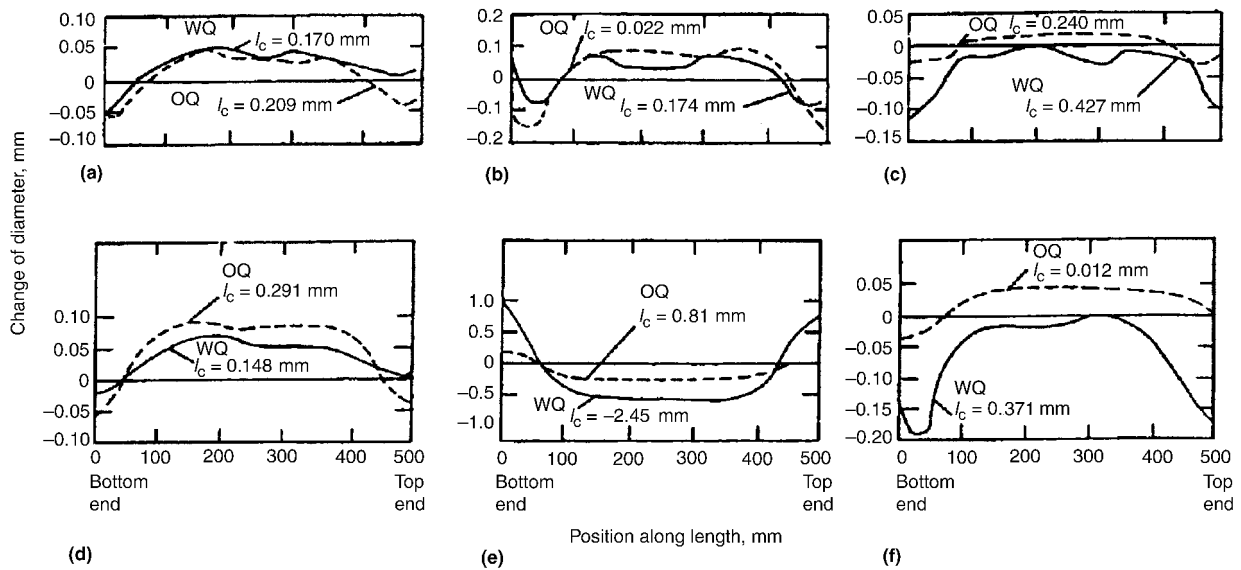 Change of diameter, mm
0.10
0.05
0
−0.05
−0.10
WQ
lc = 0.170 mm
OQ
lc = 0.209 mm
(a)
0.2
0.1
0
−0.1
−0.2
OQ
lc = 0.022 mm
WQ
lc = 0.174 mm
(b)
0.05
0
−0.05
−0.10
−0.15
OQ lc = 0.240 mm
WQ
lc = 0.427 mm
(c)
0.10
0.05
0
−0.05
−0.10
OQ
lc = 0.291 mm
WQ
lc = 0.148 mm
0 100 200 300 400 500
Bottom end
Top end
(d)
1.0
0.5
0
−0.5
−1.0
OQ
lc = 0.81 mm
WQ lc = −2.45 mm
0 100 200 300 400 500
Bottom end
Top end
Position along length, mm
(e)
0.05
0
−0.05
−0.10
−0.15
−0.20
OQ
lc = 0.012 mm
WQ
lc = 0.371 mm
0 100 200 300 400 500
Bottom end
Top end
(f)